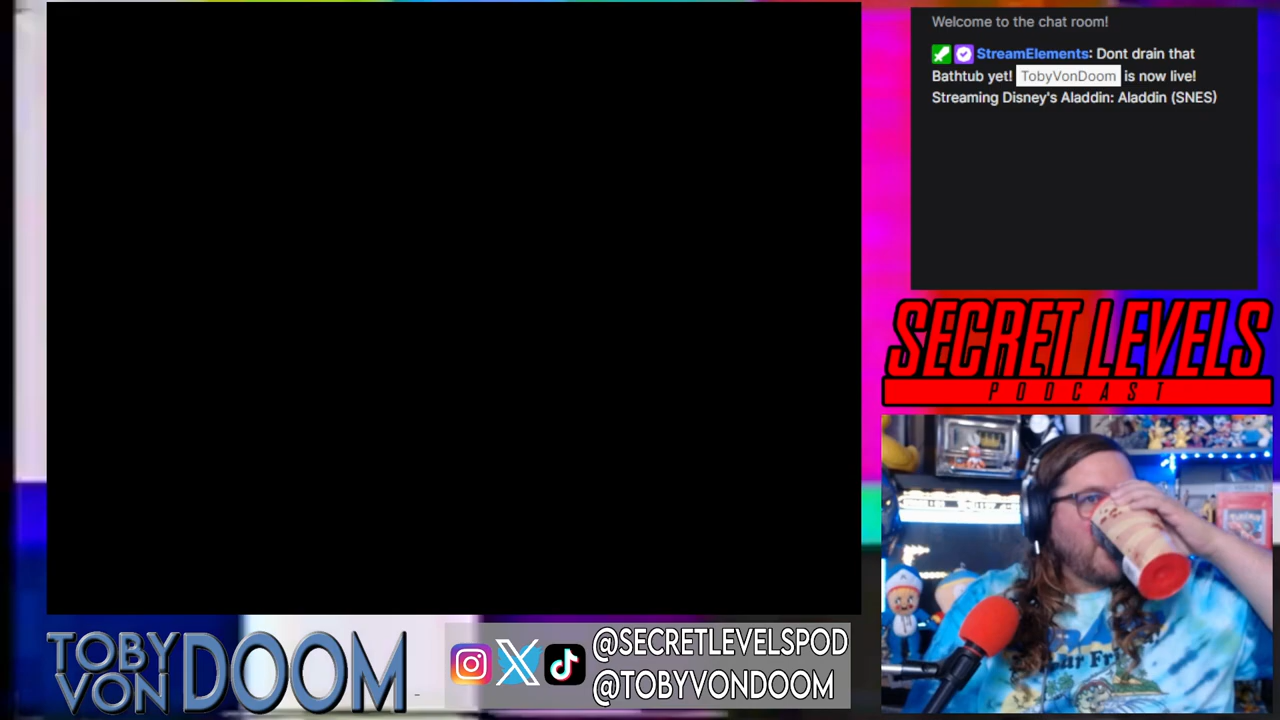 Welcome to the chat room!
StreamElements: Dont drain that
Bathtub yet! TobyVonDoom is now live!
Streaming Disney's Aladdin: Aladdin (SNES)
SECRET LEVELS
PODCAST
TOBY
VON DOOM
@SECRETLEVELSPOD
@TOBYVONDOOM